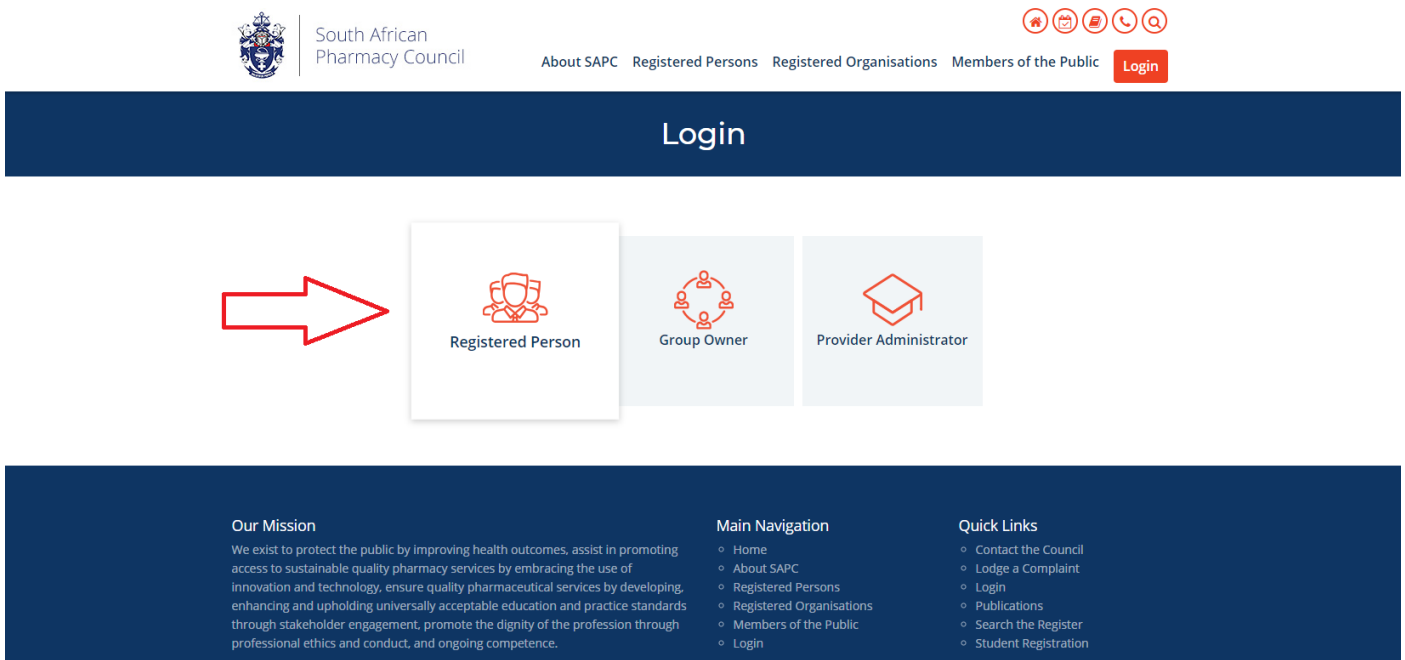 South African
Pharmacy Council
About SAPC Registered Persons Registered Organisations Members of the Public Login
Login
Registered Person
Group Owner
Provider Administrator
Our Mission
We exist to protect the public by improving health outcomes, assist in promoting
access to sustainable quality pharmacy services by embracing the use of
innovation and technology, ensure quality pharmaceutical services by developing,
enhancing and upholding universally acceptable education and practice standards
through stakeholder engagement, promote the dignity of the profession through
professional ethics and conduct, and ongoing competence.
Main Navigation
Home
About SAPC
Registered Persons
Registered Organisations
Members of the Public
Login
Quick Links
Contact the Council
Lodge a Complaint
Login
Publications
Search the Register
Student Registration